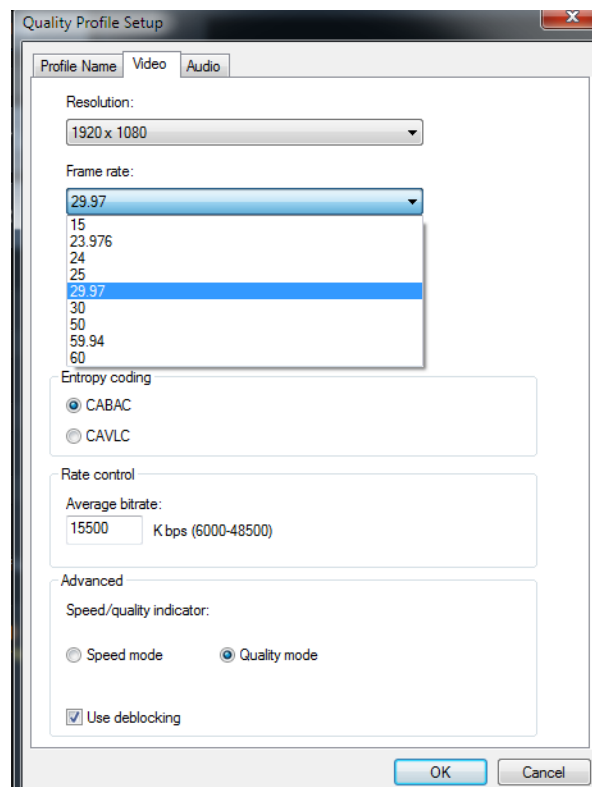 Quality Profile Setup
Profile Name Video Audio
Resolution:
1920 x 1080
Frame rate:
29.97
15
23.976
24
25
29.97
30
50
59.94
60
Entropy coding
CABAC
CAVLC
Rate control
Average bitrate:
15500 K bps (6000-48500)
Advanced
Speed/quality indicator:
Speed mode Quality mode
Use deblocking
OK Cancel